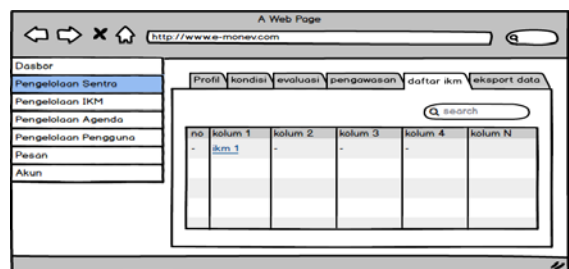 A Web Page
http://www.e-monev.com
Dasbor
Pengelolaan Sentra
Pengelolaan IKM
Pengelolaan Agenda
Pengelolaan Pengguna
Pesan
Akun
Profil kondisi evaluasi pengawasan daftar ikm eksport data
search
no kolum 1 kolum 2 kolum 3 kolum 4 kolum N
- ikm 1 - - -